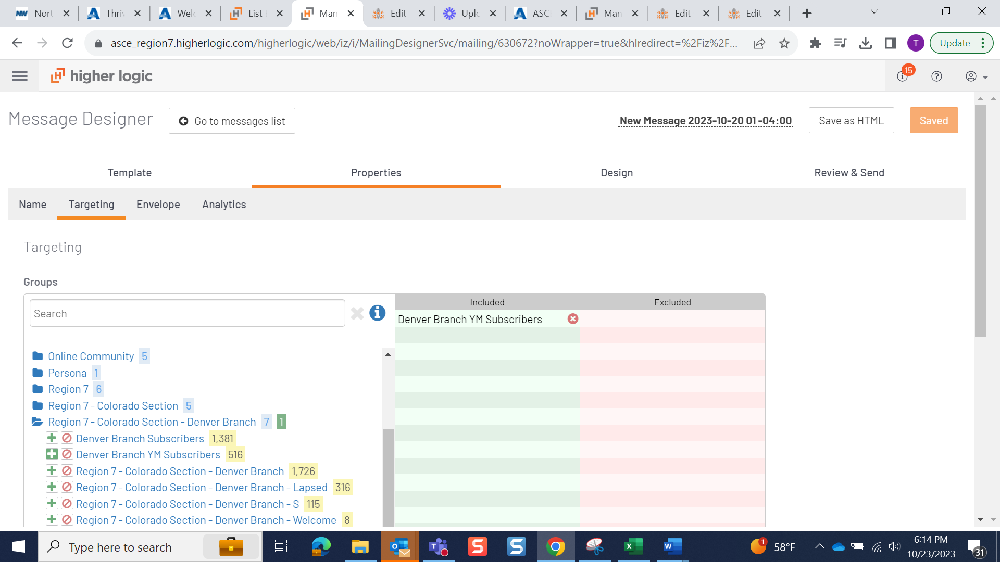 Nort
Thriv
Welc
List
Man
Edit
Uplo
ASCE
Man
Edit
Edit
asce_region7.higherlogic.com/higherlogic/web/iz/i/MailingDesignerSvc/mailing/630672?noWrapper=true&hlredirect=%2Fiz%2F...
T
Update
higher logic
15
Message Designer
Go to messages list
New Message 2023-10-20 01 -04:00
Save as HTML
Saved
Template
Properties
Design
Review & Send
Name
Targeting
Envelope
Analytics
Targeting
Groups
Search
Included
Excluded
Denver Branch YM Subscribers
Online Community 5
Persona 1
Region 7 6
Region 7 - Colorado Section 5
Region 7 - Colorado Section - Denver Branch 7 1
Denver Branch Subscribers 1,381
Denver Branch YM Subscribers 516
Region 7 - Colorado Section - Denver Branch 1,726
Region 7 - Colorado Section - Denver Branch - Lapsed 316
Region 7 - Colorado Section - Denver Branch - S 115
Region 7 - Colorado Section - Denver Branch - Welcome 8
Type here to search
1
58°F
6:14 PM
10/23/2023
31